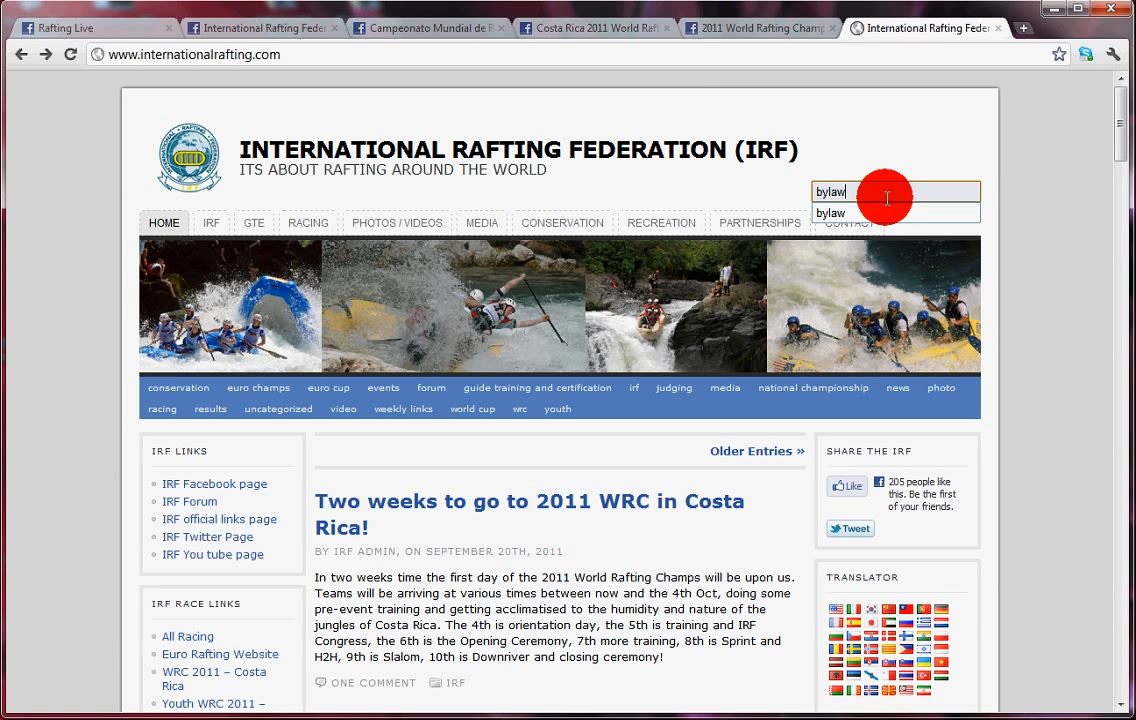 Rafting Live
International Rafting Feder
Campeonato Mundial de R
Costa Rica 2011 World Raft
2011 World Rafting Champ
International Rafting Feder
www.internationalrafting.com
INTERNATIONAL RAFTING FEDERATION (IRF)
ITS ABOUT RAFTING AROUND THE WORLD
bylaw
bylaw
HOME IRF GTE RACING PHOTOS / VIDEOS MEDIA CONSERVATION RECREATION PARTNERSHIPS CONTACT
conservation euro champs euro cup events forum guide training and certification irf judging media national championship news photo
racing results uncategorized video weekly links world cup wrc youth
IRF LINKS
IRF Facebook page
IRF Forum
IRF official links page
IRF Twitter Page
IRF You tube page
IRF RACE LINKS
All Racing
Euro Rafting Website
WRC 2011 – Costa
Rica
Youth WRC 2011 –
Older Entries »
Two weeks to go to 2011 WRC in Costa
Rica!
BY IRF ADMIN, ON SEPTEMBER 20TH, 2011
In two weeks time the first day of the 2011 World Rafting Champs will be upon us.
Teams will be arriving at various times between now and the 4th Oct, doing some
pre-event training and getting acclimatised to the humidity and nature of the
jungles of Costa Rica. The 4th is orientation day, the 5th is training and IRF
Congress, the 6th is the Opening Ceremony, 7th more training, 8th is Sprint and
H2H, 9th is Slalom, 10th is Downriver and closing ceremony!
ONE COMMENT IRF
SHARE THE IRF
Like
205 people like
this. Be the first
of your friends.
Tweet
TRANSLATOR